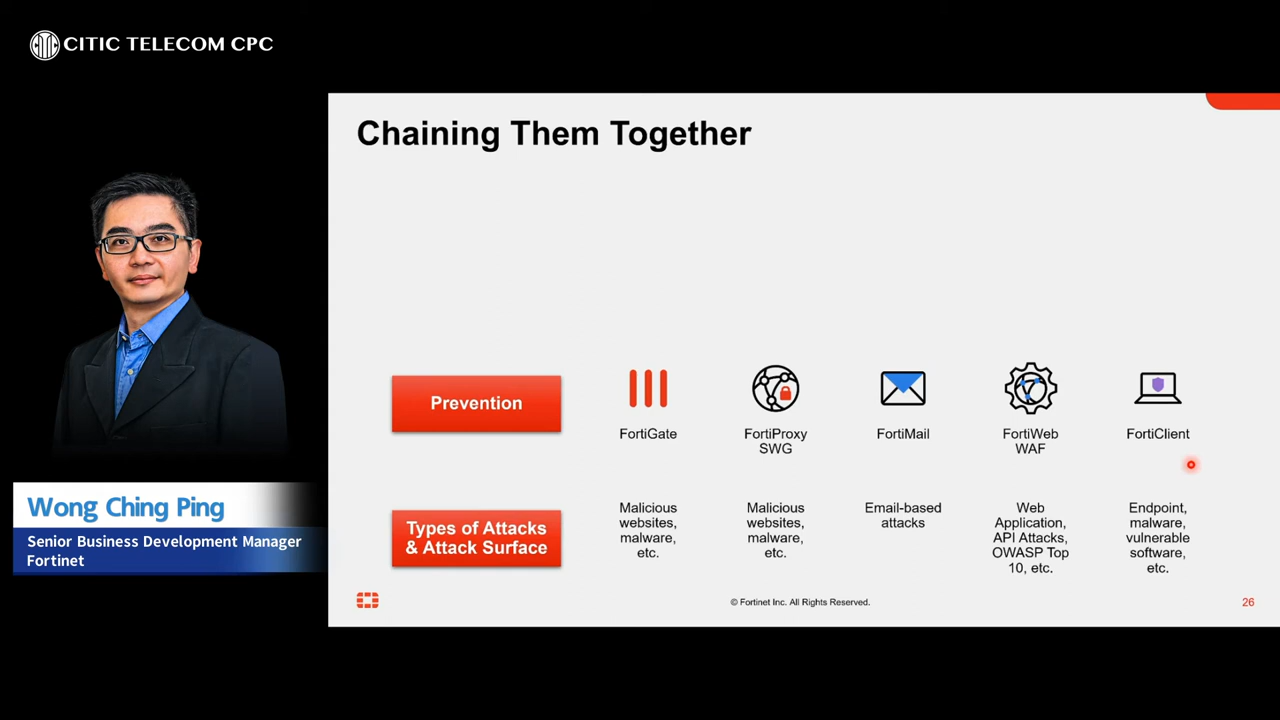 CITIC TELECOM CPC
Chaining Them Together
Prevention
FortiGate
FortiProxy
SWG
FortiMail
FortiWeb
WAF
FortiClient
Types of Attacks
& Attack Surface
Malicious
websites,
malware,
etc.
Malicious
websites,
malware,
etc.
Email-based
attacks
Web
Application,
API Attacks,
OWASP Top
10, etc.
Endpoint,
malware,
vulnerable
software,
etc.
Wong Ching Ping
Senior Business Development Manager
Fortinet
© Fortinet Inc. All Rights Reserved.
26